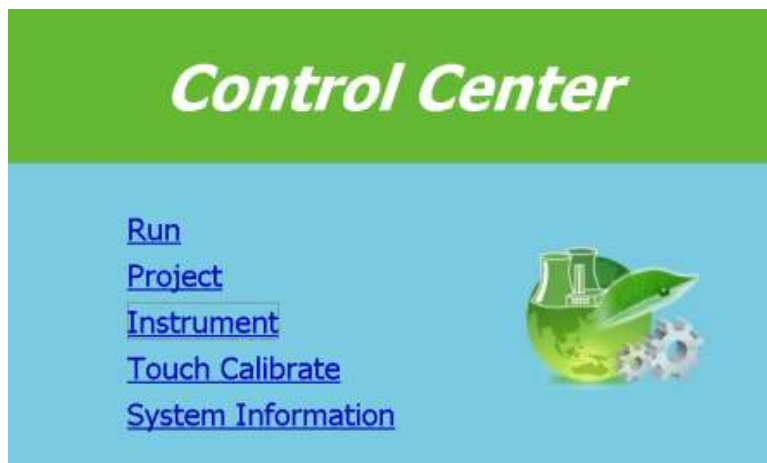 Control Center
Run
Project
Instrument
Touch Calibrate
System Information